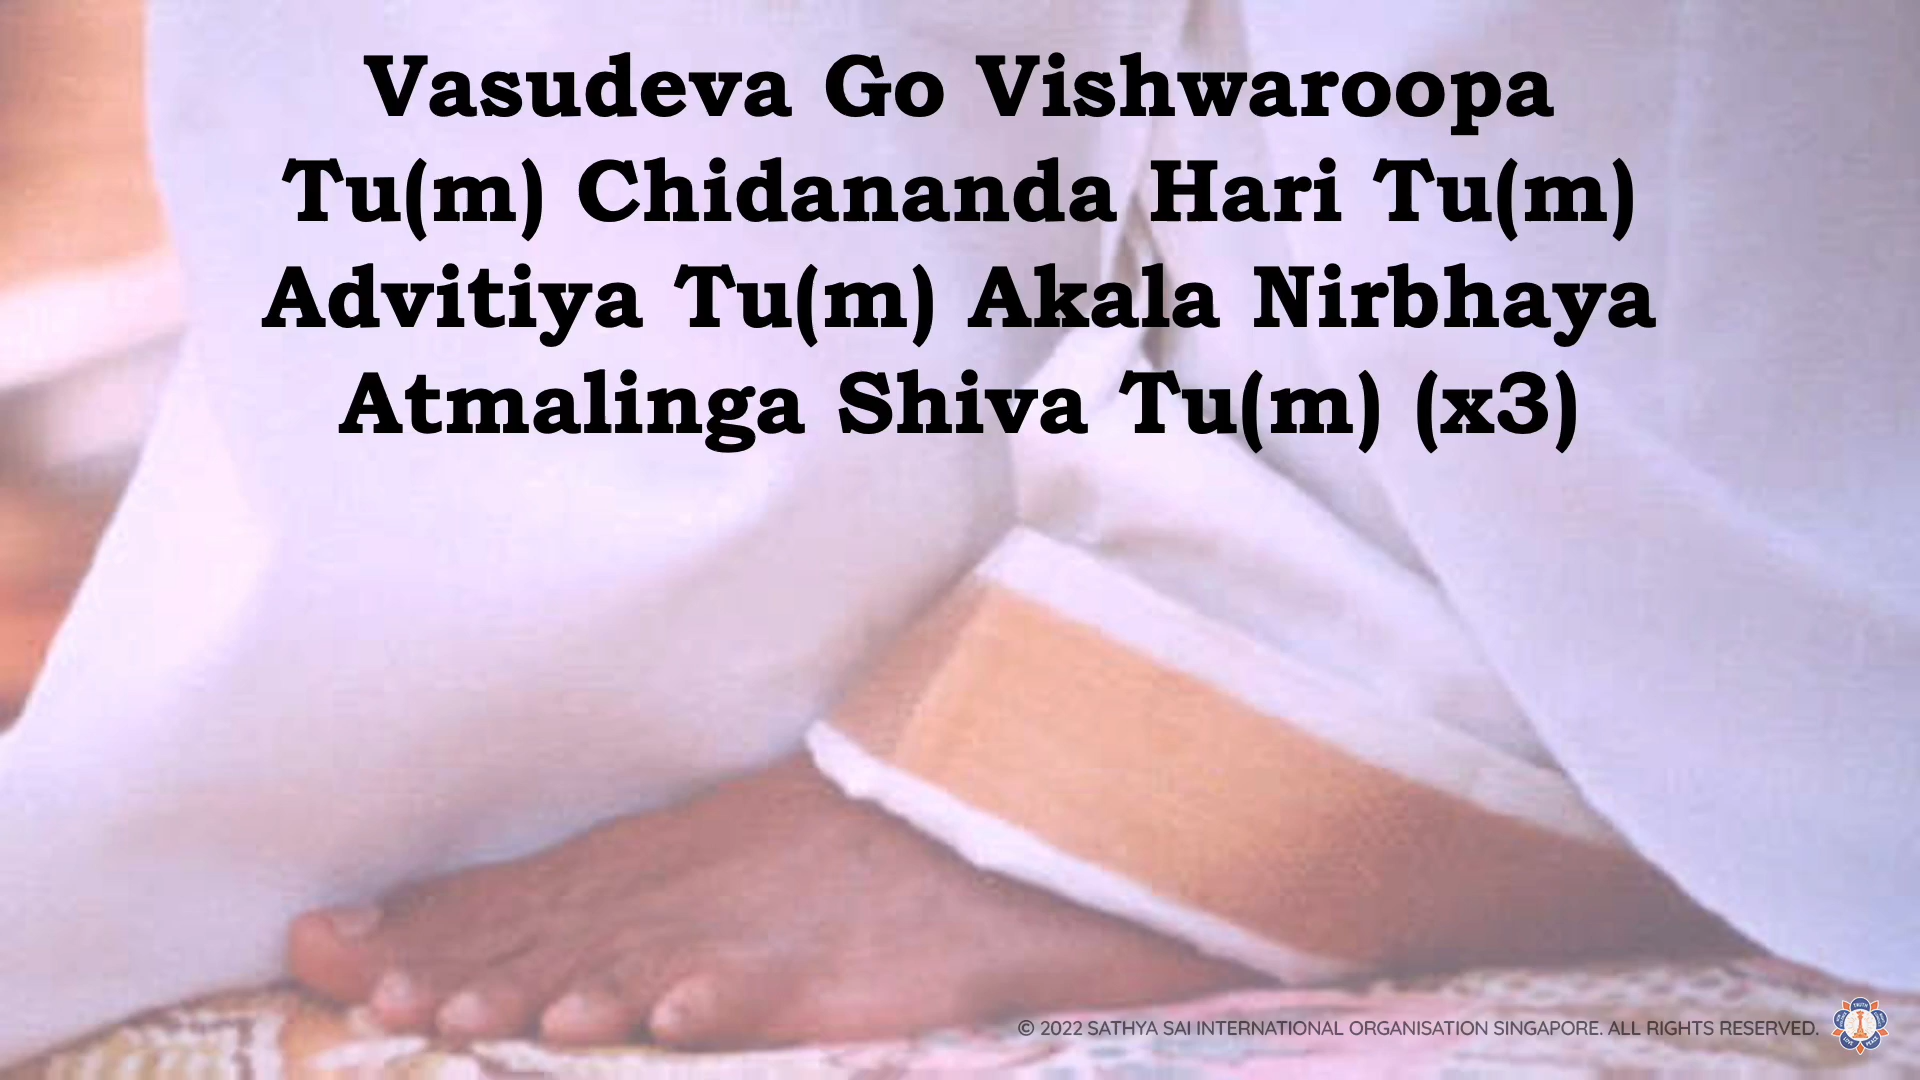 Vasudeva Go Vishwaroopa
Tu(m) Chidananda Hari Tu(m)
Advitiya Tu(m) Akala Nirbhaya
Atmalinga Shiva Tu(m) (x3)
© 2022 SATHYA SAI INTERNATIONAL ORGANISATION SINGAPORE. ALL RIGHTS RESERVED.